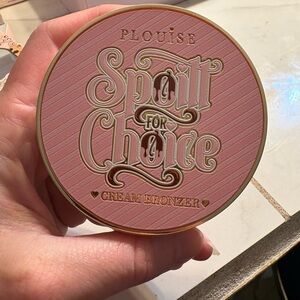 PLOUISE
Spoilt
FOR
Choice
CREAM BRONZER